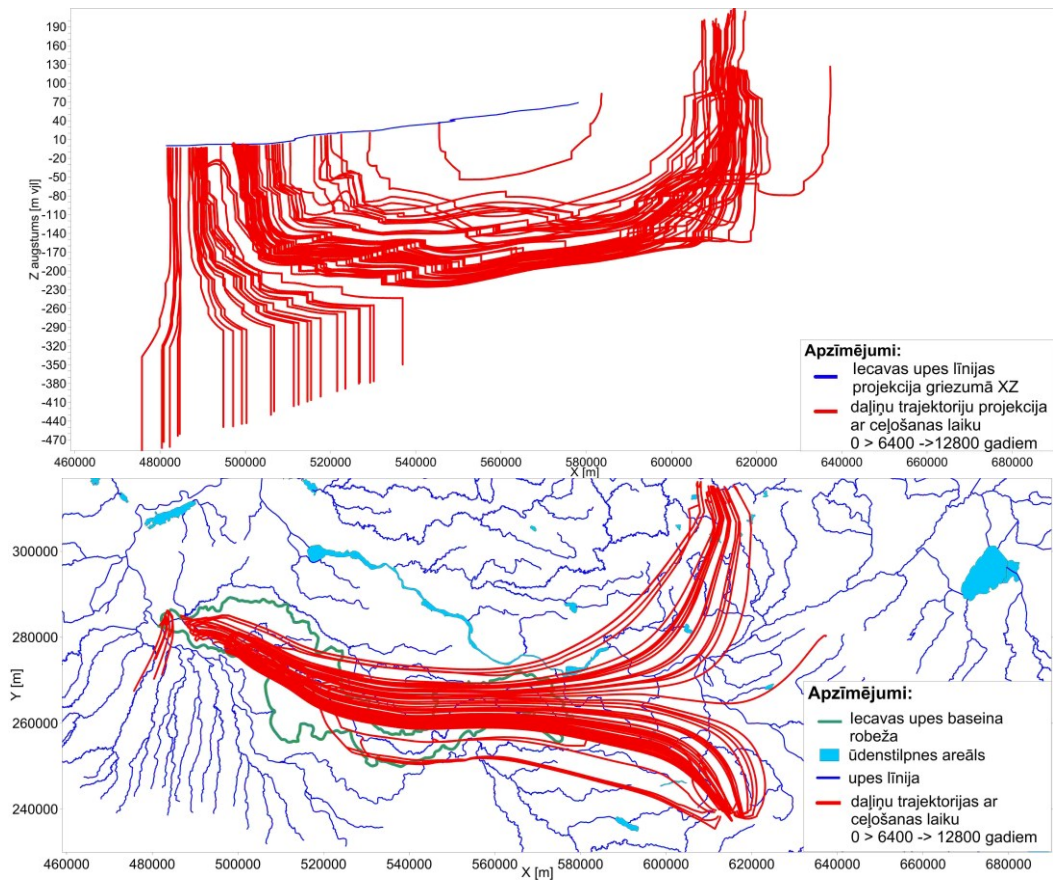 190
160
130
100
70
40
10
-20
-50
-80
-110
-140
-170
-200
-230
-260
-290
-320
-350
-380
-410
-440
-470
Z augstums [m vjl]
Apzīmējumi:
Iecavas upes līnijas
projekcija griezumā XZ
daļiņu trajektoriju projekcija
ar ceļošanas laiku
0 > 6400 ->12800 gadiem
460000 480000 500000 520000 540000 560000 580000 600000 620000 640000 660000 680000
X [m]
300000
280000
260000
240000
Y [m]
Apzīmējumi:
Iecavas upes baseina
robeža
ūdenstilpnes areāls
upes līnija
daļiņu trajektorijas ar
ceļošanas laiku
0 > 6400 -> 12800 gadiem
460000 480000 500000 520000 540000 560000 580000 600000 620000 640000 660000 680000
X [m]